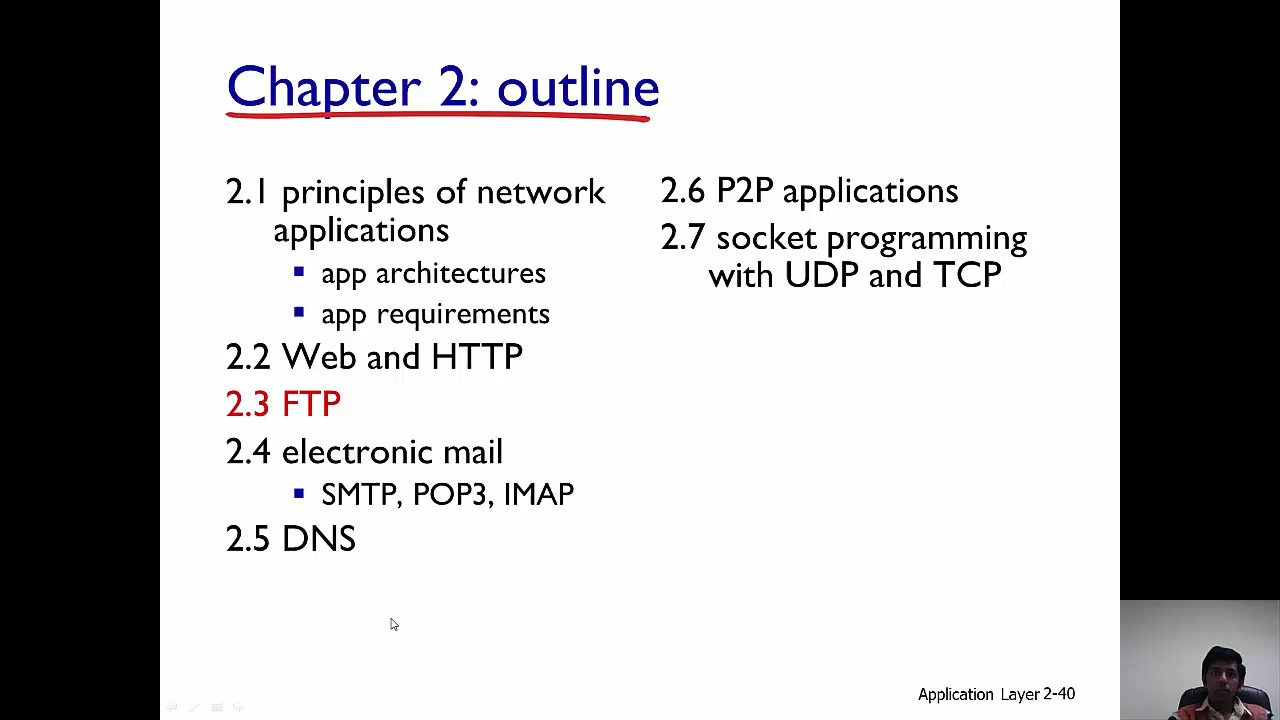 Chapter 2: outline
2.1 principles of network
applications
app architectures
app requirements
2.2 Web and HTTP
2.3 FTP
2.4 electronic mail
SMTP, POP3, IMAP
2.5 DNS
2.6 P2P applications
2.7 socket programming
with UDP and TCP
Application Layer 2-40